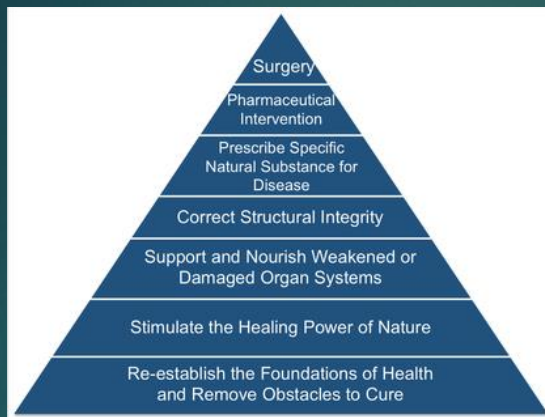 Surgery
Pharmaceutical
Intervention
Prescribe Specific
Natural Substance for
Disease
Correct Structural Integrity
Support and Nourish Weakened or
Damaged Organ Systems
Stimulate the Healing Power of Nature
Re-establish the Foundations of Health
and Remove Obstacles to Cure